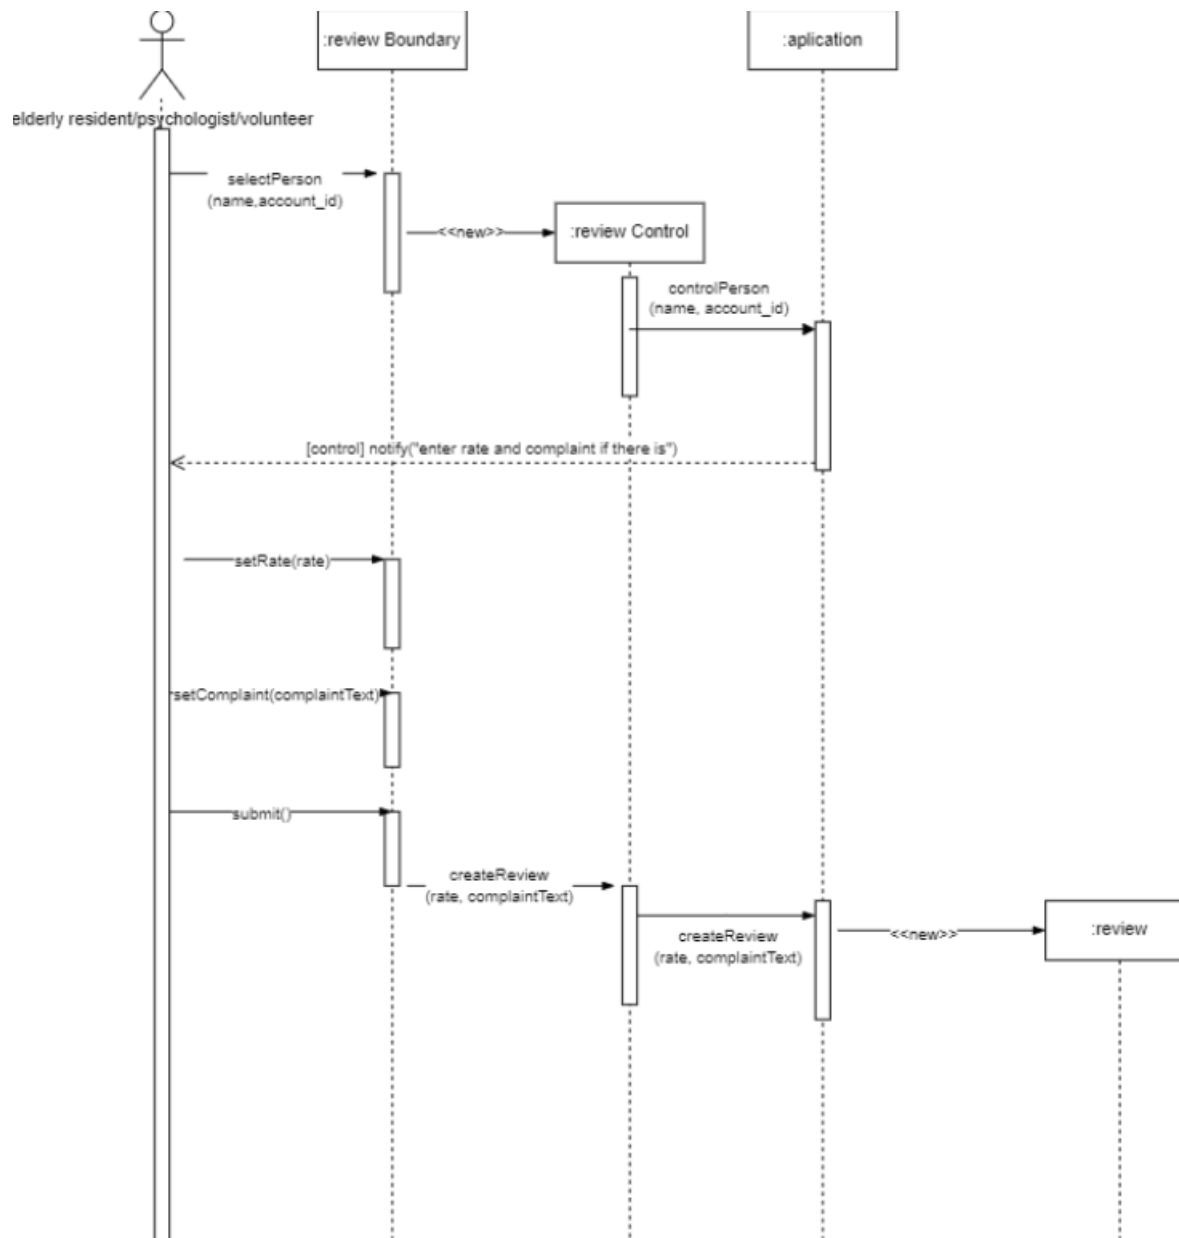 :review Boundary
:aplication
elderly resident/psychologist/volunteer
selectPerson
(name,account_id)
<<new>>
:review Control
controlPerson
(name, account_id)
[control] notify("enter rate and complaint if there is")
setRate(rate)
setComplaint(complaintText)
submit()
createReview
(rate, complaintText)
createReview
(rate, complaintText)
<<new>>
:review